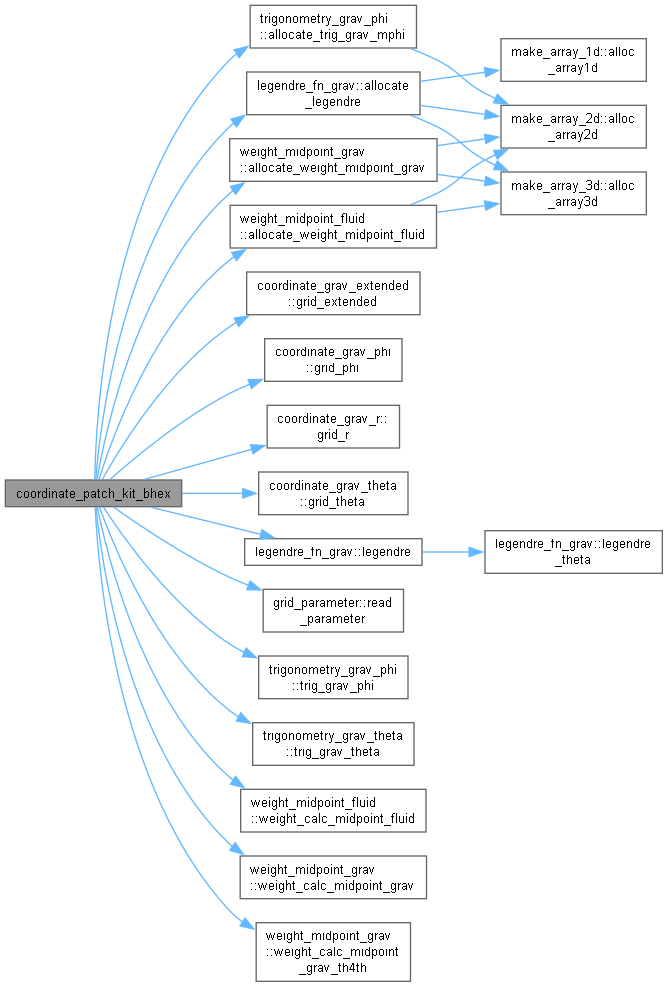 trigonometry_grav_phi
::allocate_trig_grav_mphi
make_array_1d::alloc
_array1d
legendre_fn_grav::allocate
_legendre
make_array_2d::alloc
_array2d
weight_midpoint_grav
::allocate_weight_midpoint_grav
make_array_3d::alloc
_array3d
weight_midpoint_fluid
::allocate_weight_midpoint_fluid
coordinate_grav_extended
::grid_extended
coordinate_grav_phi
::grid_phi
coordinate_grav_r::
grid_r
coordinate_patch_kit_bhex
coordinate_grav_theta
::grid_theta
legendre_fn_grav::legendre
legendre_fn_grav::legendre
_theta
grid_parameter::read
_parameter
trigonometry_grav_phi
::trig_grav_phi
trigonometry_grav_theta
::trig_grav_theta
weight_midpoint_fluid
::weight_calc_midpoint_fluid
weight_midpoint_grav
::weight_calc_midpoint_grav
weight_midpoint_grav
::weight_calc_midpoint
_grav_th4th